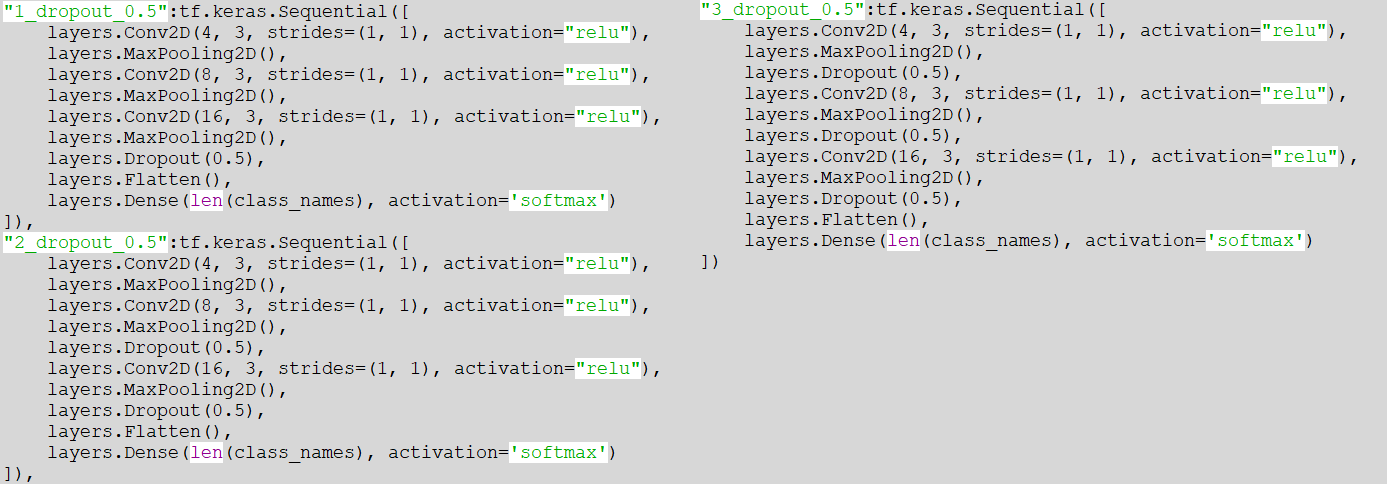 "1_dropout_0.5":tf.keras.Sequential([
    layers.Conv2D(4, 3, strides=(1, 1), activation="relu"),
    layers.MaxPooling2D(),
    layers.Conv2D(8, 3, strides=(1, 1), activation="relu"),
    layers.MaxPooling2D(),
    layers.Conv2D(16, 3, strides=(1, 1), activation="relu"),
    layers.MaxPooling2D(),
    layers.Dropout(0.5),
    layers.Flatten(),
    layers.Dense(len(class_names), activation='softmax')
]),
"2_dropout_0.5":tf.keras.Sequential([
    layers.Conv2D(4, 3, strides=(1, 1), activation="relu"),
    layers.MaxPooling2D(),
    layers.Conv2D(8, 3, strides=(1, 1), activation="relu"),
    layers.MaxPooling2D(),
    layers.Dropout(0.5),
    layers.Conv2D(16, 3, strides=(1, 1), activation="relu"),
    layers.MaxPooling2D(),
    layers.Dropout(0.5),
    layers.Flatten(),
    layers.Dense(len(class_names), activation='softmax')
]),
"3_dropout_0.5":tf.keras.Sequential([
    layers.Conv2D(4, 3, strides=(1, 1), activation="relu"),
    layers.MaxPooling2D(),
    layers.Dropout(0.5),
    layers.Conv2D(8, 3, strides=(1, 1), activation="relu"),
    layers.MaxPooling2D(),
    layers.Dropout(0.5),
    layers.Conv2D(16, 3, strides=(1, 1), activation="relu"),
    layers.MaxPooling2D(),
    layers.Dropout(0.5),
    layers.Flatten(),
    layers.Dense(len(class_names), activation='softmax')
])